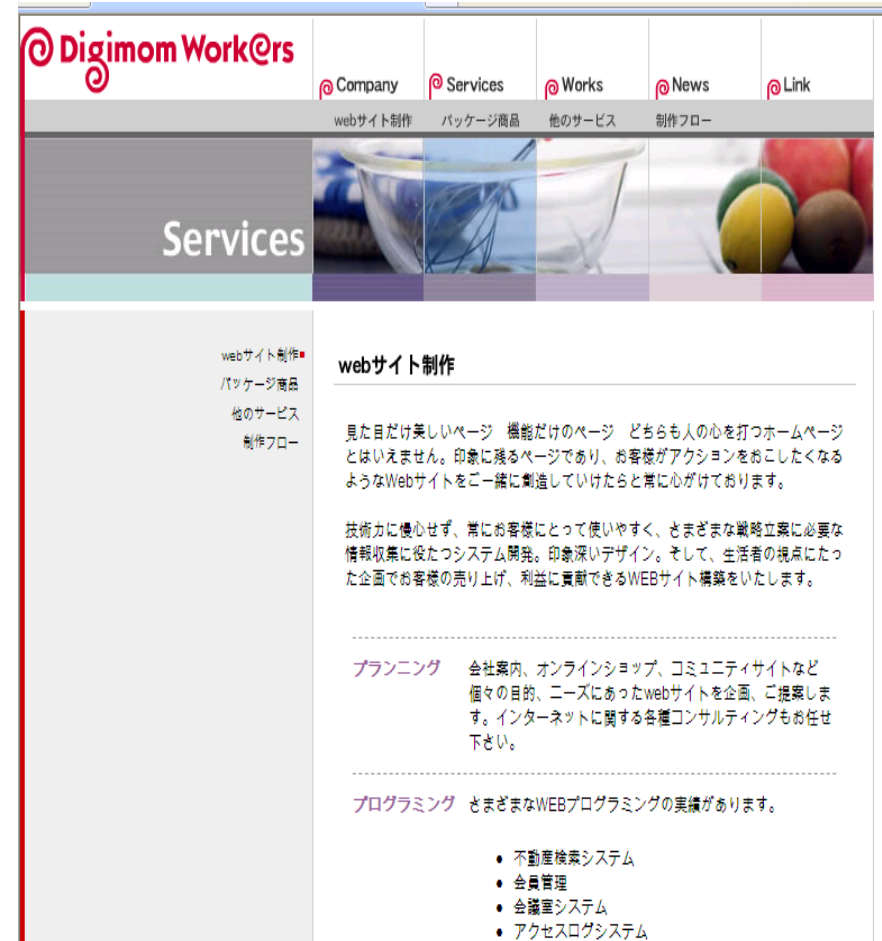 Digimom Work@rs
Company Services Works News Link
webサイト制作 パッケージ商品 他のサービス 制作フロー
Services
webサイト制作
パッケージ商品
他のサービス
制作フロー
webサイト制作
見た目だけ美しいページ　機能だけのページ　どちらも人の心を打つホームページ
とはいえません。印象に残るページであり、お客様がアクションをおこしたくなる
ようなWebサイトをご一緒に創造していけたらと常に心がけております。
技術力に慢心せず、常にお客様にとって使いやすく、さまざまな戦略立案に必要な
情報収集に役たつシステム開発。印象深いデザイン。そして、生活者の視点にたっ
た企画でお客様の売り上げ、利益に貢献できるWEBサイト構築をいたします。
プランニング 会社案内、オンラインショップ、コミュニティサイトなど
個々の目的、ニーズにあったwebサイトを企画、ご提案しま
す。インターネットに関する各種コンサルティングもお任せ
下さい。
プログラミング さまざまなWEBプログラミングの実績があります。
• 不動産検索システム
• 会員管理
• 会議室システム
• アクセスログシステム